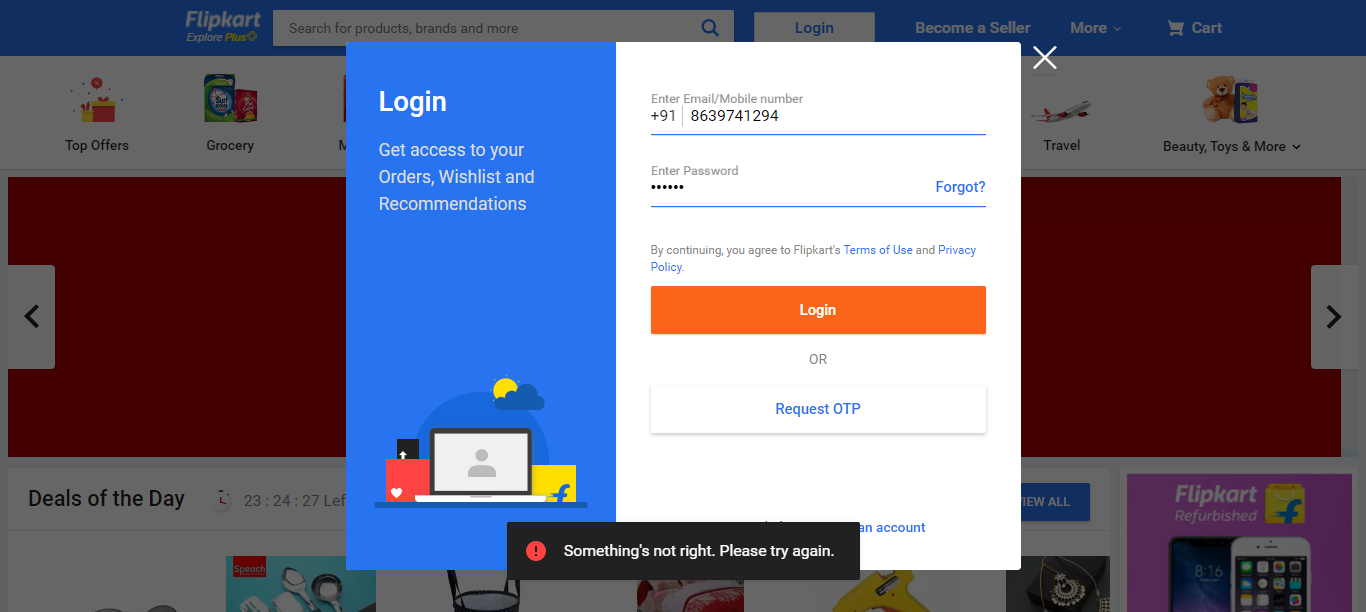 Flipkart
Explore Plus
Search for products, brands and more
Login
Become a Seller
More
Cart
Top Offers
Grocery
M
Travel
Beauty, Toys & More
Login
Get access to your
Orders, Wishlist and
Recommendations
Enter Email/Mobile number
+91 8639741294
Enter Password
••••••
Forgot?
By continuing, you agree to Flipkart's Terms of Use and Privacy
Policy.
Login
OR
Request OTP
an account
Something's not right. Please try again.
Deals of the Day
23 : 24 : 27 Lef
IEW ALL
Flipkart
Refurbished
8:16
Speach